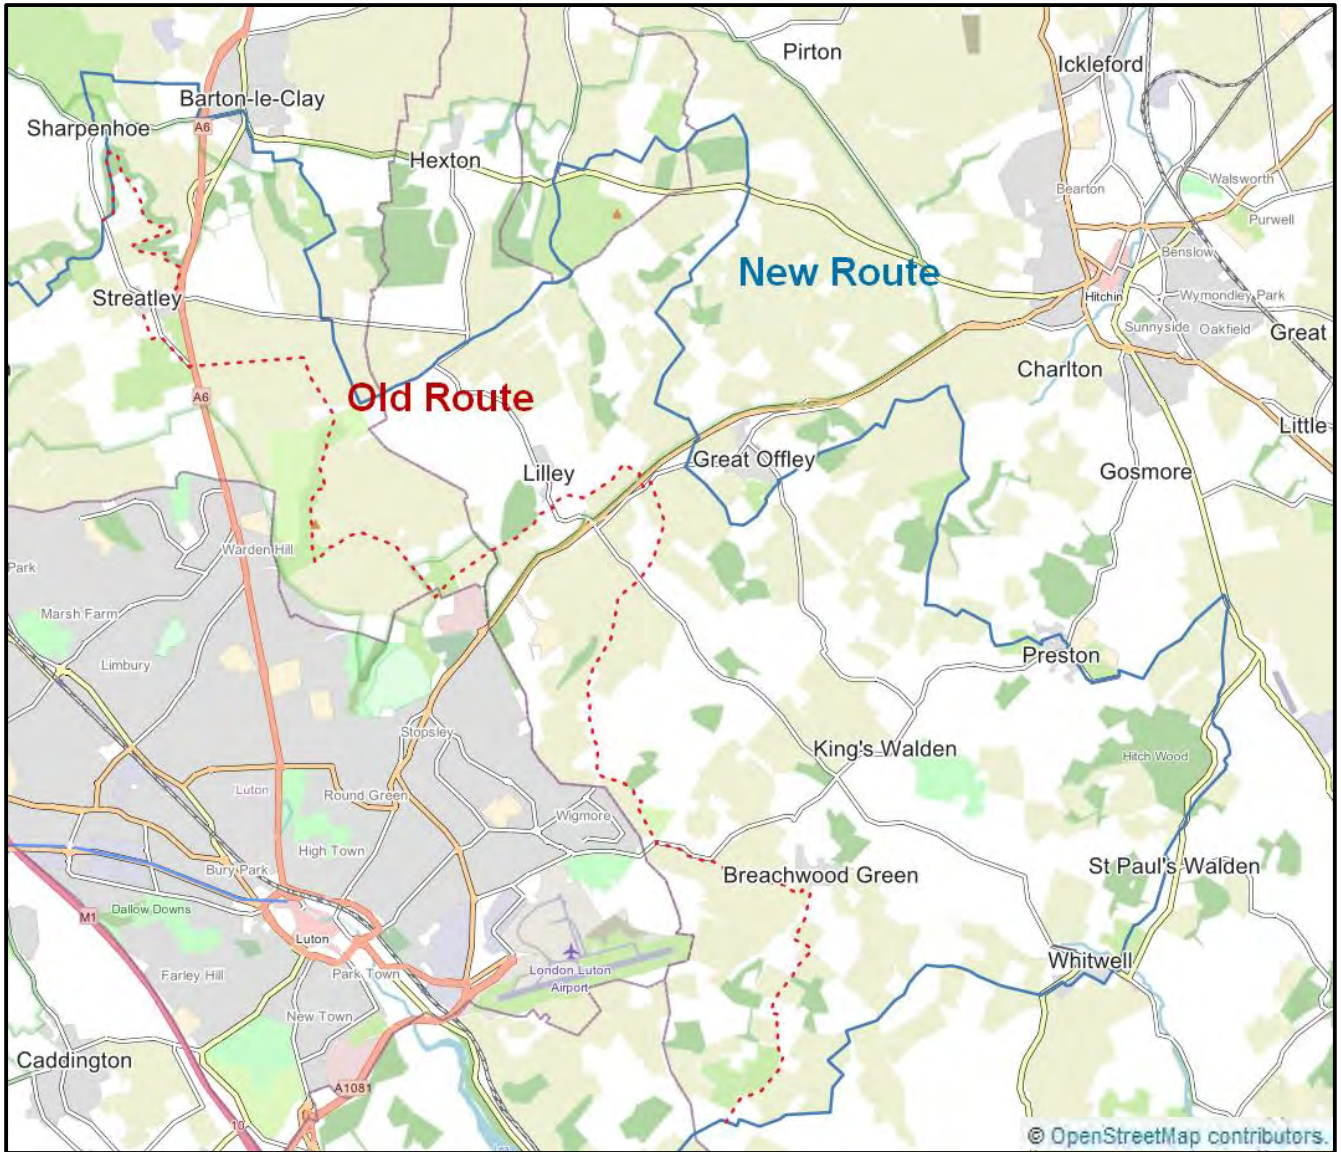 Pirton
Ickleford
Barton-le-Clay
Sharpenhoe
A6
Hexton
Bearton
Walsworth
Purwell
Benslow
New Route
Streatley
Hitchin
Wymondley Park
Sunnyside
Oakfield
Great
Charlton
A6
Old Route
Little
Great Offley
Lilley
Gosmore
Warden Hill
Park
Marsh Farm
Limbury
Preston
Stopsley
King's Walden
Hitch Wood
Luton
Round Green
Wigmore
High Town
Bury Park
Breachwood Green
St Paul's Walden
Dallow Downs
M1
Luton
Farley Hill
Park Town
London Luton
Airport
Whitwell
New Town
Caddington
A1081
10
© OpenStreetMap contributors.